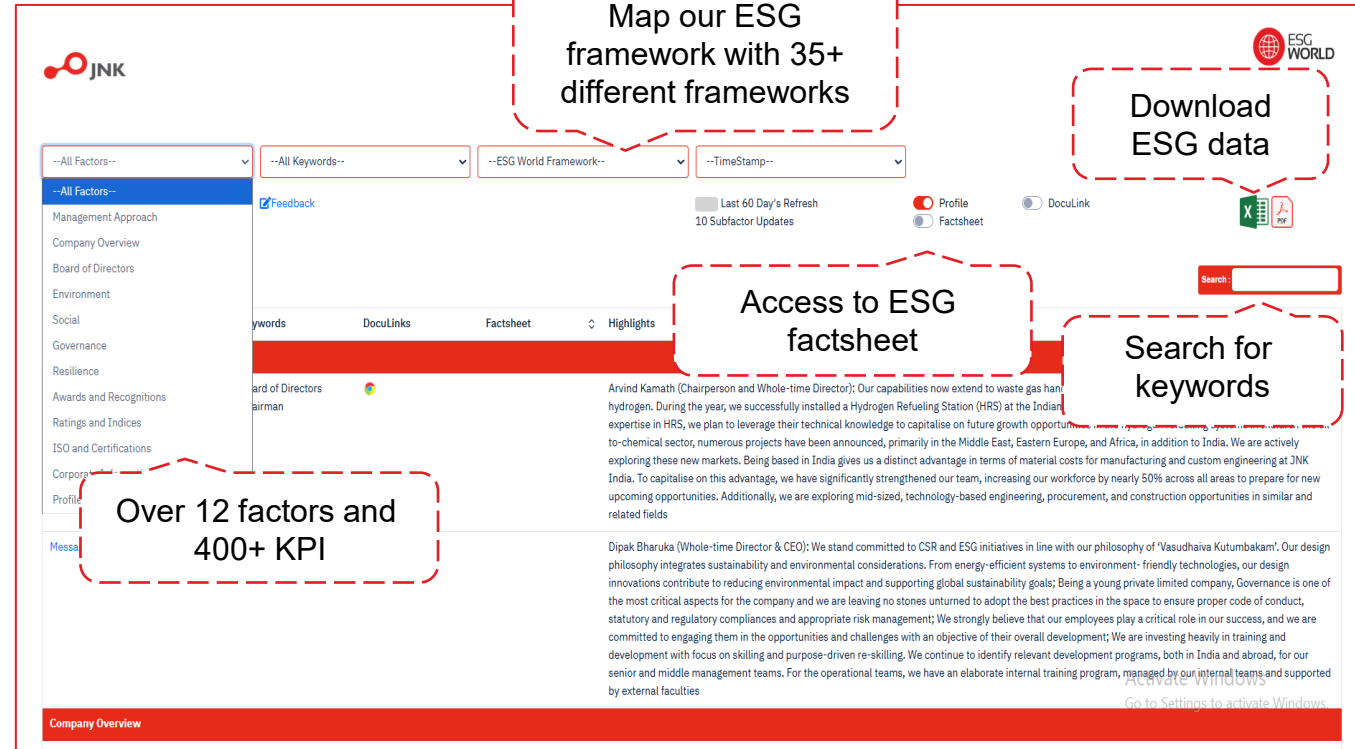 Map our ESG
framework with 35+
different frameworks
JNK
ESG
WORLD
Download
ESG data
--All Factors--
--All Keywords--
--ESG World Framework--
--TimeStamp--
--All Factors--
Management Approach
Company Overview
Board of Directors
Environment
Social
Governance
Resilience
Awards and Recognitions
Ratings and Indices
ISO and Certifications
Profile
Feedback
Last 60 Day's Refresh
10 Subfactor Updates
Profile
Factsheet
DocuLink
PDF
Search :
Access to ESG
factsheet
Search for
keywords
Over 12 factors and
400+ KPI
ywords
DocuLinks
Factsheet
Highlights
ard of Directors
airman
Arvind Kamath (Chairperson and Whole-time Director): Our capabilities now extend to waste gas
hydrogen. During the year, we successfully installed a Hydrogen Refueling Station (HRS) at the Indian
expertise in HRS, we plan to leverage their technical knowledge to capitalise on future growth
to-chemical sector, numerous projects have been announced, primarily in the Middle East, Eastern Europe, and Africa, in addition to India. We are actively
exploring these new markets. Being based in India gives us a distinct advantage in terms of material costs for manufacturing and custom engineering at JNK
India. To capitalise on this advantage, we have significantly strengthened our team, increasing our workforce by nearly 50% across all areas to prepare for new
upcoming opportunities. Additionally, we are exploring mid-sized, technology-based engineering, procurement, and construction opportunities in similar and
related fields
Messa
Dipak Bharuka (Whole-time Director & CEO): We stand committed to CSR and ESG initiatives in line with our philosophy of ‘Vasudhaiva Kutumbakam’. Our design
philosophy integrates sustainability and environmental considerations. From energy-efficient systems to environment- friendly technologies, our design
innovations contribute to reducing environmental impact and supporting global sustainability goals; Being a young private limited company, Governance is one of
the most critical aspects for the company and we are leaving no stones unturned to adopt the best practices in the space to ensure proper code of conduct,
statutory and regulatory compliances and appropriate risk management; We strongly believe that our employees play a critical role in our success, and we are
committed to engaging them in the opportunities and challenges with an objective of their overall development; We are investing heavily in training and
development with focus on skilling and purpose-driven re-skilling. We continue to identify relevant development programs, both in India and abroad, for our
senior and middle management teams. For the operational teams, we have an elaborate internal training program, managed by our internal teams and supported
by external faculties
Activate Windows
Go to Settings to activate Windows.
Company Overview